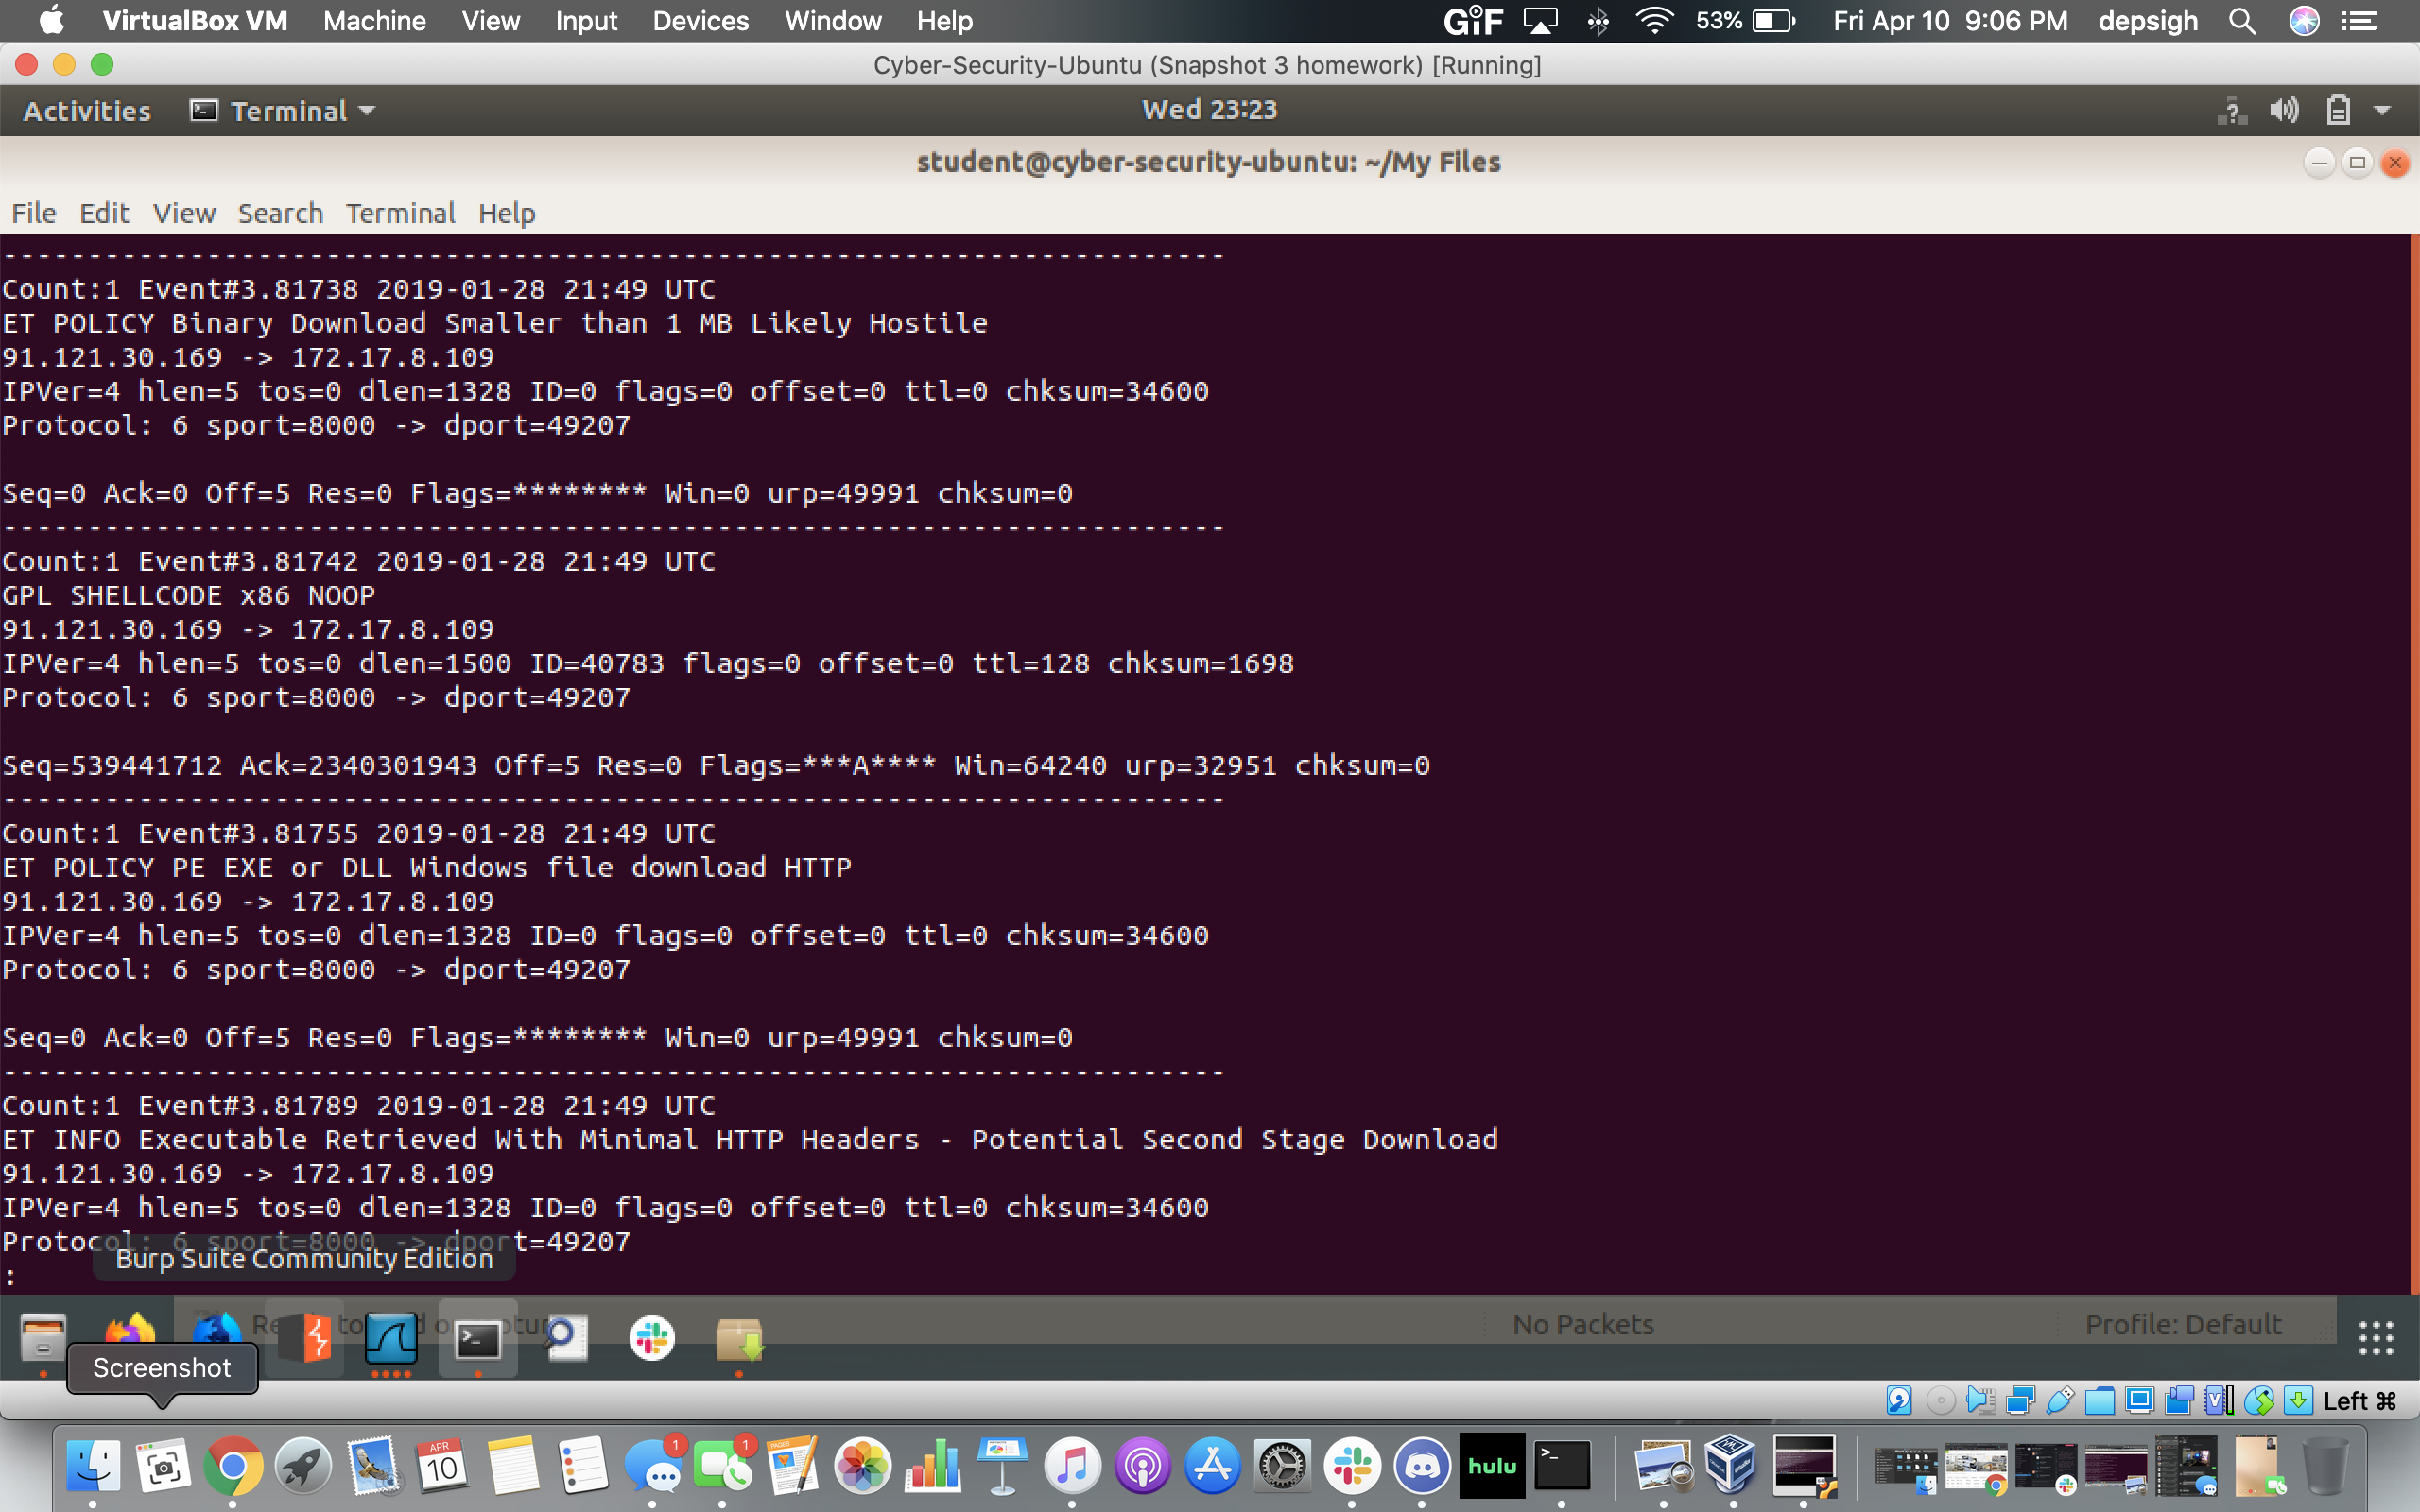 VirtualBox VM Machine View Input Devices Window Help GIF 53% Fri Apr 10 9:06 PM depsigh
Cyber-Security-Ubuntu (Snapshot 3 homework) [Running]
Activities Terminal Wed 23:23
student@cyber-security-ubuntu: ~/My Files
File Edit View Search Terminal Help
------------------------------------------------------------------------
Count:1 Event#3.81738 2019-01-28 21:49 UTC
ET POLICY Binary Download Smaller than 1 MB Likely Hostile
91.121.30.169 -> 172.17.8.109
IPVer=4 hlen=5 tos=0 dlen=1328 ID=0 flags=0 offset=0 ttl=0 chksum=34600
Protocol: 6 sport=8000 -> dport=49207
Seq=0 Ack=0 Off=5 Res=0 Flags=******** Win=0 urp=49991 chksum=0
------------------------------------------------------------------------
Count:1 Event#3.81742 2019-01-28 21:49 UTC
GPL SHELLCODE x86 NOOP
91.121.30.169 -> 172.17.8.109
IPVer=4 hlen=5 tos=0 dlen=1500 ID=40783 flags=0 offset=0 ttl=128 chksum=1698
Protocol: 6 sport=8000 -> dport=49207
Seq=539441712 Ack=2340301943 Off=5 Res=0 Flags=***A**** Win=64240 urp=32951 chksum=0
------------------------------------------------------------------------
Count:1 Event#3.81755 2019-01-28 21:49 UTC
ET POLICY PE EXE or DLL Windows file download HTTP
91.121.30.169 -> 172.17.8.109
IPVer=4 hlen=5 tos=0 dlen=1328 ID=0 flags=0 offset=0 ttl=0 chksum=34600
Protocol: 6 sport=8000 -> dport=49207
Seq=0 Ack=0 Off=5 Res=0 Flags=******** Win=0 urp=49991 chksum=0
------------------------------------------------------------------------
Count:1 Event#3.81789 2019-01-28 21:49 UTC
ET INFO Executable Retrieved With Minimal HTTP Headers - Potential Second Stage Download
91.121.30.169 -> 172.17.8.109
IPVer=4 hlen=5 tos=0 dlen=1328 ID=0 flags=0 offset=0 ttl=0 chksum=34600
Protocol: 6 sport=8000 -> dport=49207
Burp Suite Community Edition
:
No Packets Profile: Default
Screenshot
Left ⌘
APR
10
1
1
PAGES
hulu